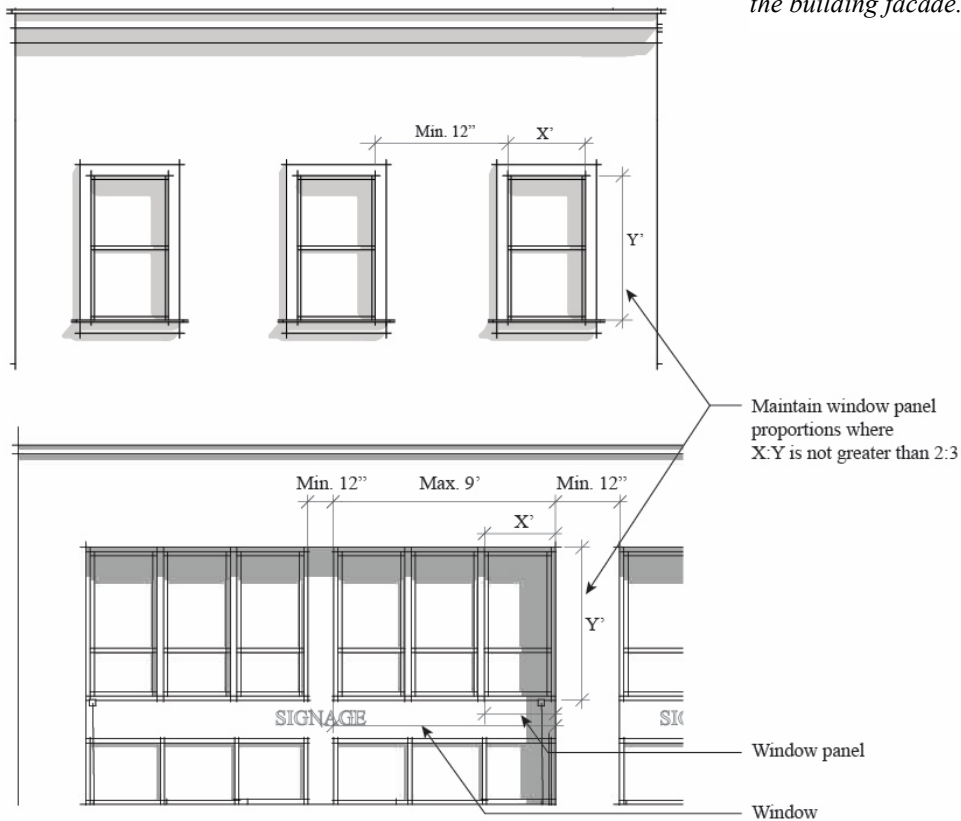 the building facade.
Min. 12”
X’
Y’
Maintain window panel
proportions where
X:Y is not greater than 2:3
Min. 12”
Max. 9’
Min. 12”
X’
Y’
SIGNAGE
SIG
Window panel
Window